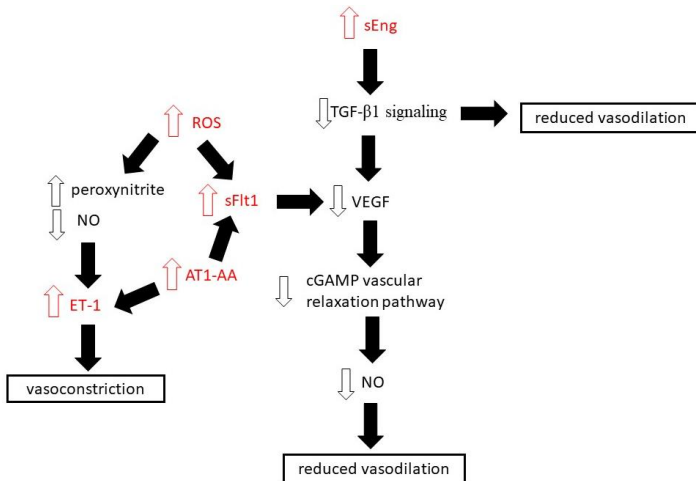 sEng
TGF-β1 signaling
reduced vasodilation
ROS
peroxynitrite
NO
sFlt1
VEGF
AT1-AA
ET-1
cGAMP vascular
relaxation pathway
vasoconstriction
NO
reduced vasodilation